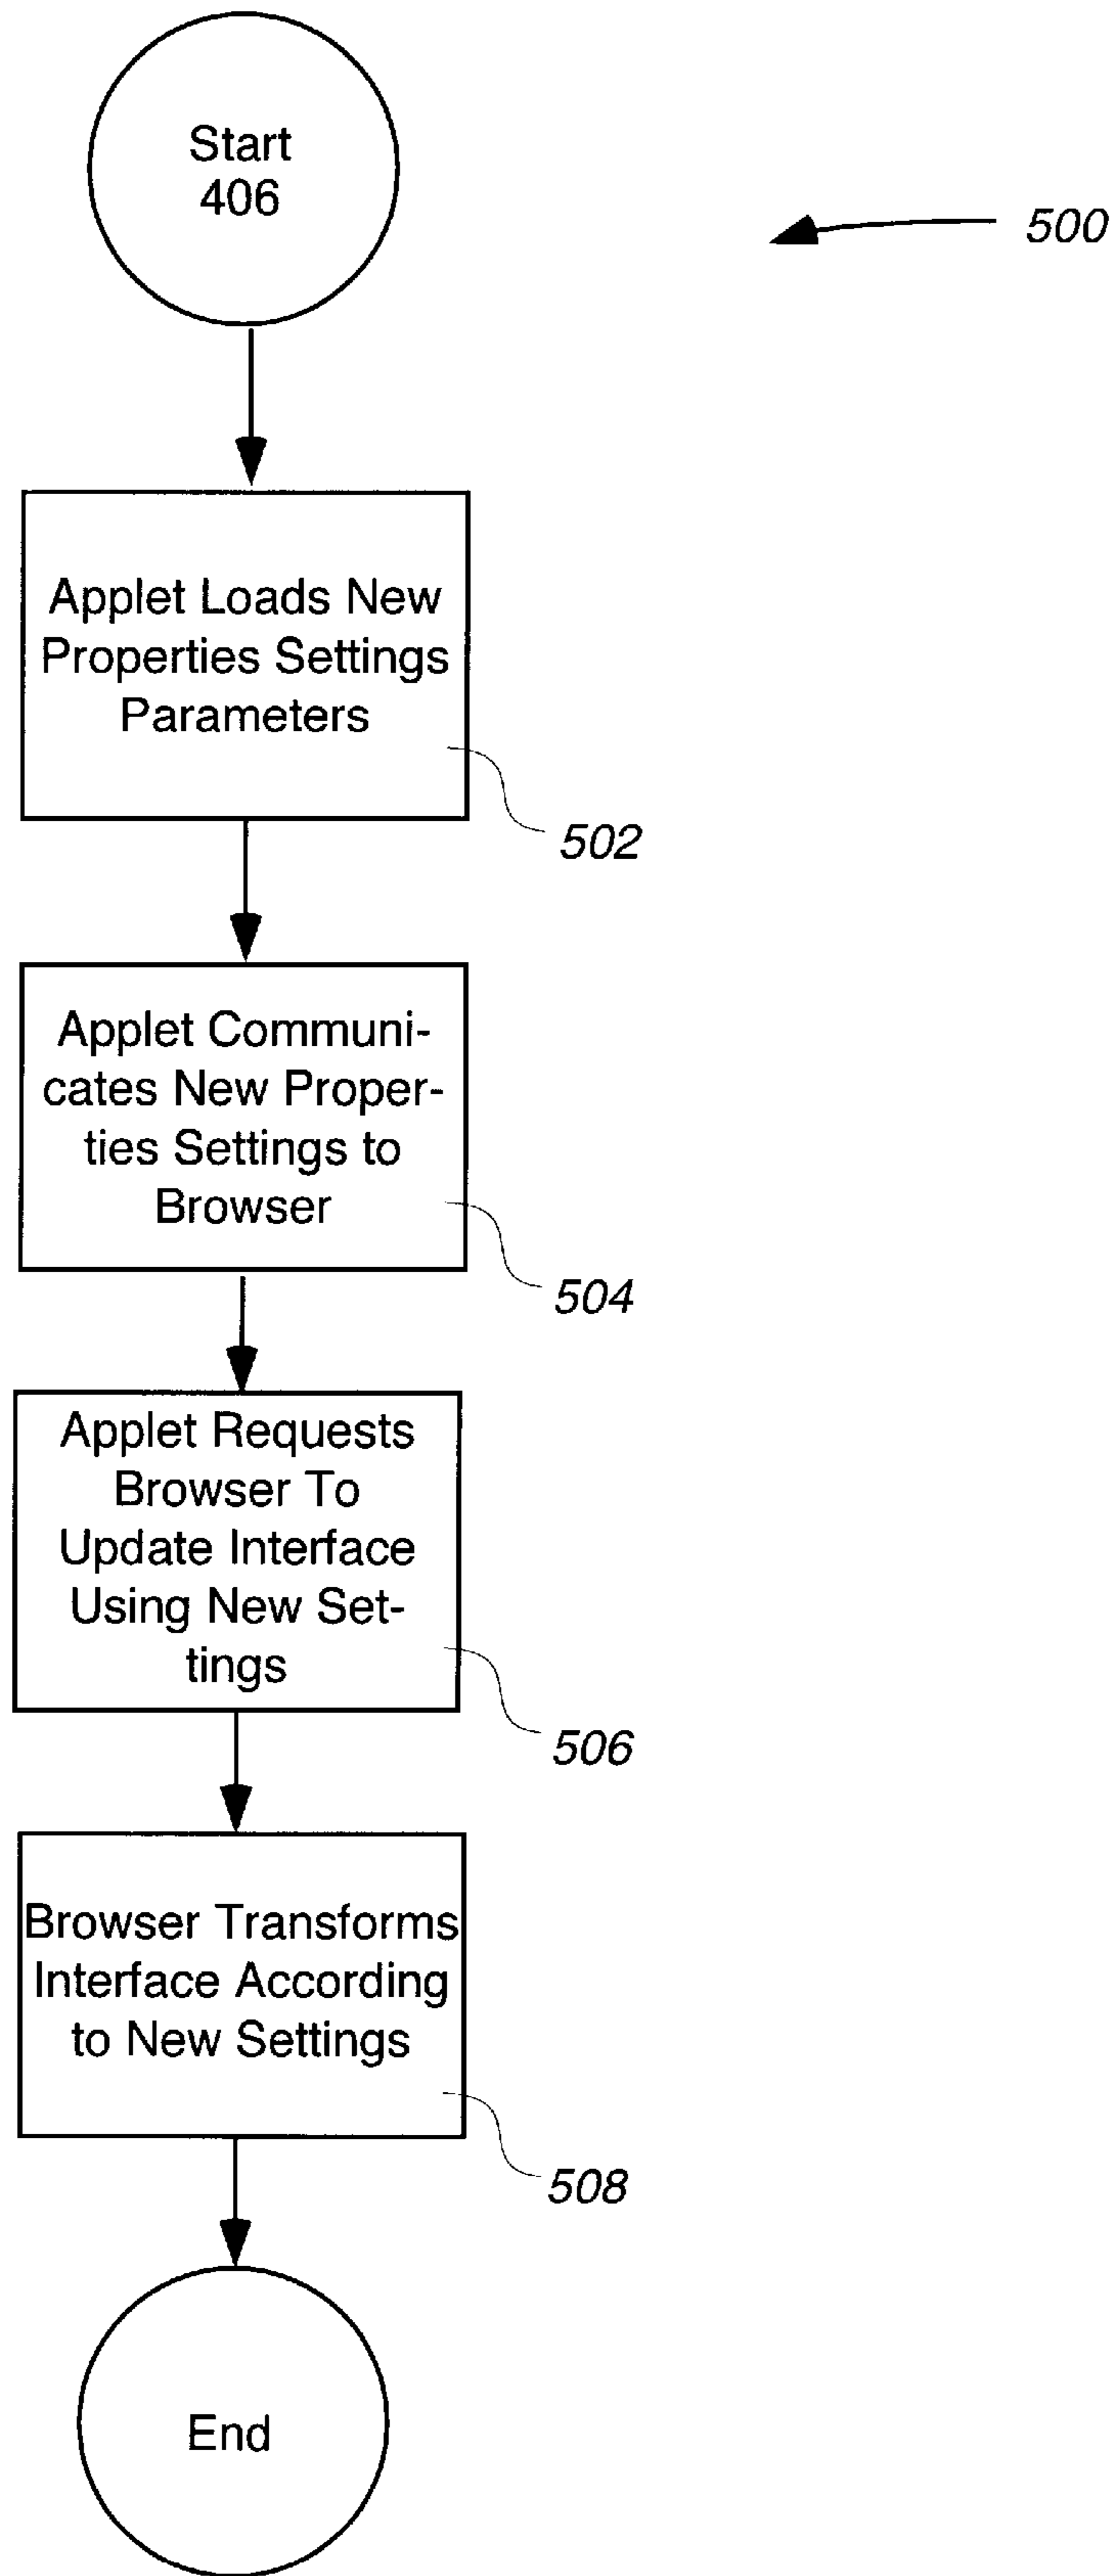 Start
406
500
Applet Loads New
Properties Settings
Parameters
502
Applet Communi-
cates New Proper-
ties Settings to
Browser
504
Applet Requests
Browser To
Update Interface
Using New Set-
tings
506
Browser Transforms
Interface According
to New Settings
508
End